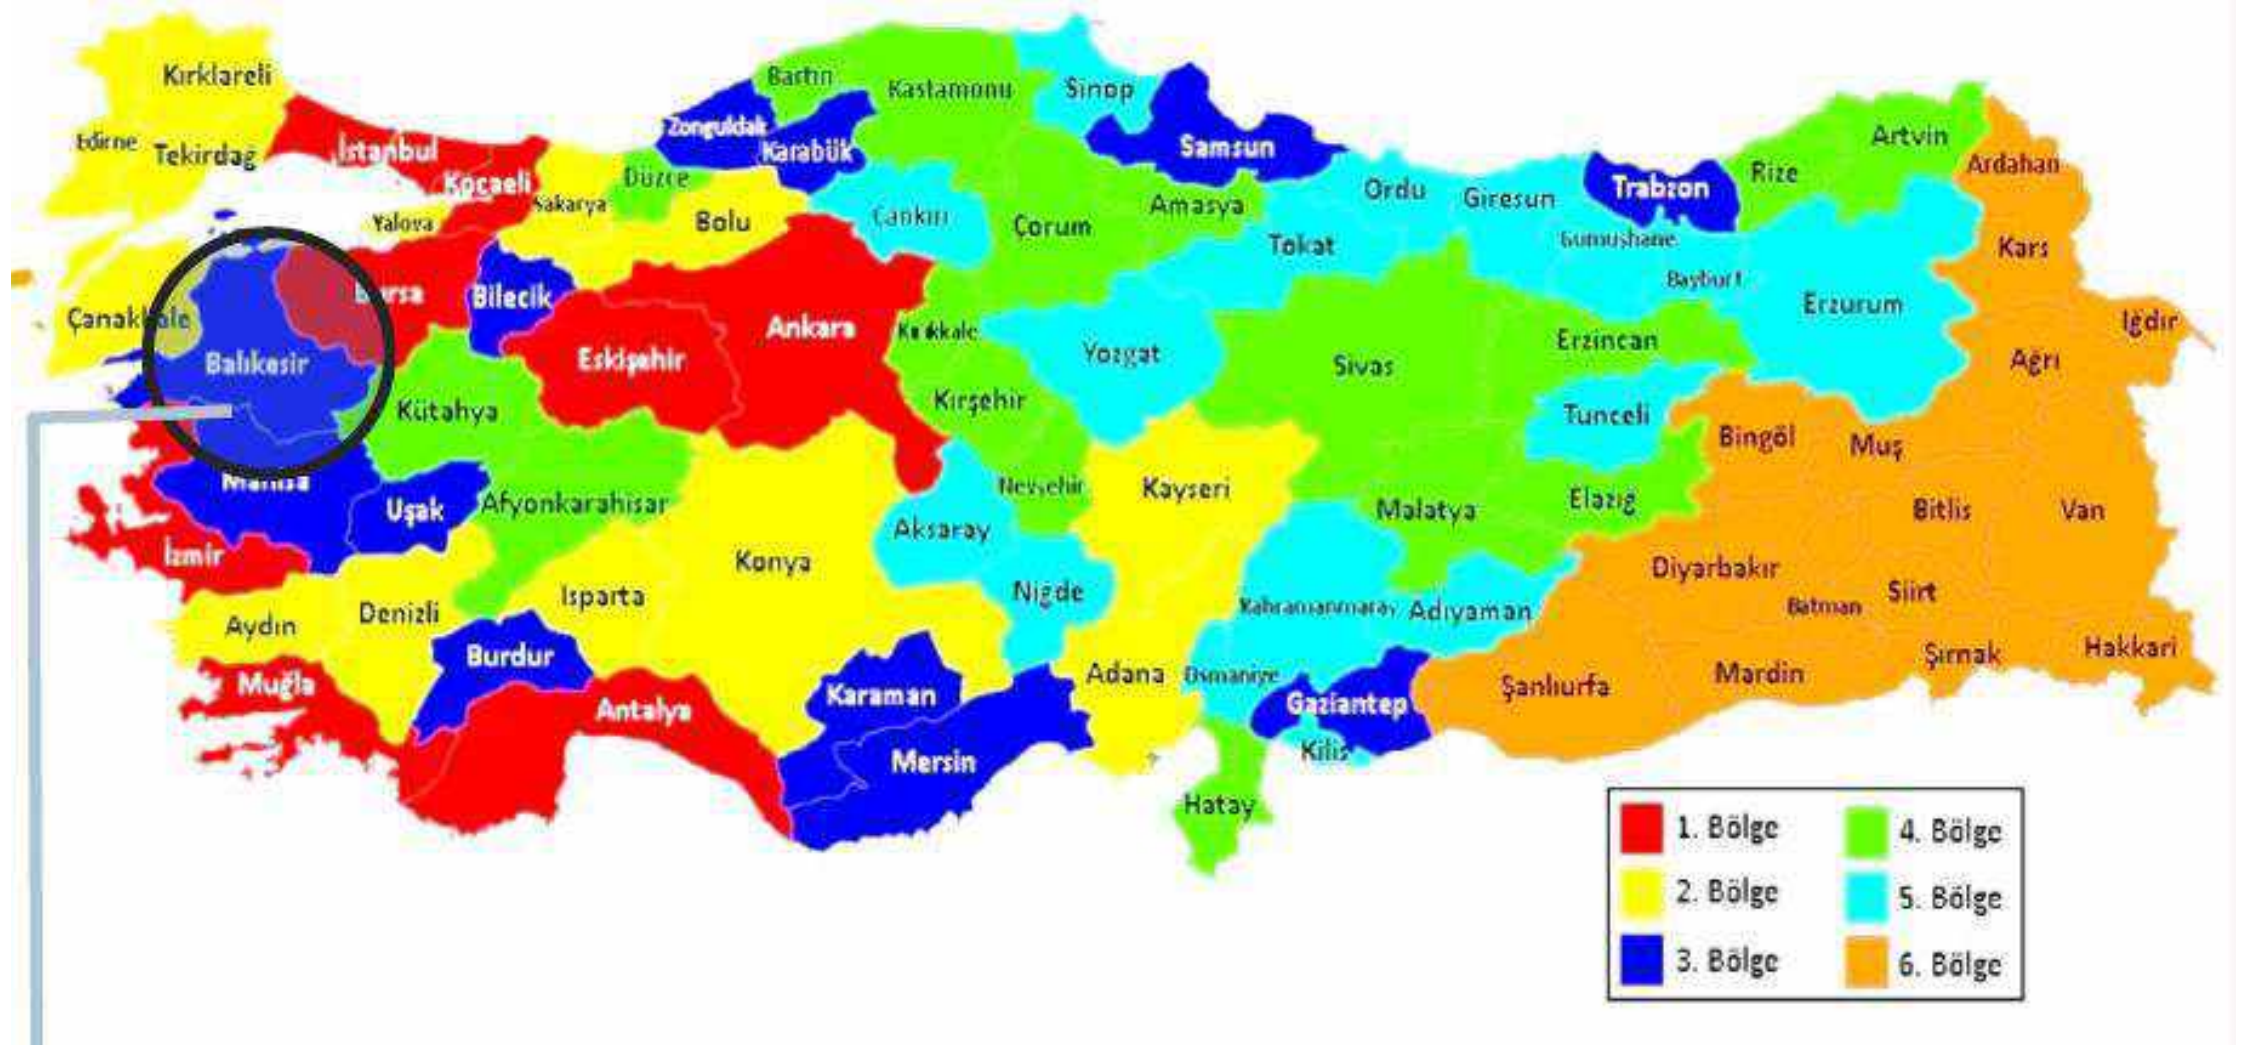 Kırklareli
Edirne
Tekirdağ
İstanbul
Kocaeli
Yalova
Sakarya
Düzce
Bolu
Zonguldak
Karabük
Bartın
Kastamonu
Sinop
Samsun
Çankırı
Çorum
Amasya
Tokat
Ordu
Giresun
Gümüşhane
Trabzon
Bayburt
Rize
Artvin
Ardahan
Kars
Iğdır
Ağrı
Erzurum
Erzincan
Sivas
Yozgat
Kırıkkale
Ankara
Eskişehir
Bilecik
Bursa
Çanakkale
Balıkesir
Kütahya
Manisa
Uşak
Afyonkarahisar
İzmir
Aydın
Denizli
Muğla
Burdur
Isparta
Antalya
Konya
Karaman
Mersin
Aksaray
Niğde
Nevşehir
Kırşehir
Kayseri
Adana
Osmaniye
Hatay
Kilis
Gaziantep
Kahramanmaraş
Adıyaman
Malatya
Elazığ
Tunceli
Bingöl
Muş
Bitlis
Van
Diyarbakır
Batman
Siirt
Şanlıurfa
Mardin
Şırnak
Hakkari
1. Bölge
2. Bölge
3. Bölge
4. Bölge
5. Bölge
6. Bölge